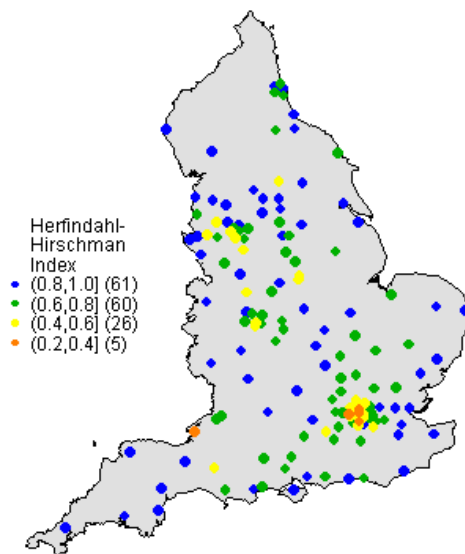 Herfindahl-
Hirschman
Index
(0.8,1.0] (61)
(0.6,0.8] (60)
(0.4,0.6] (26)
(0.2,0.4] (5)